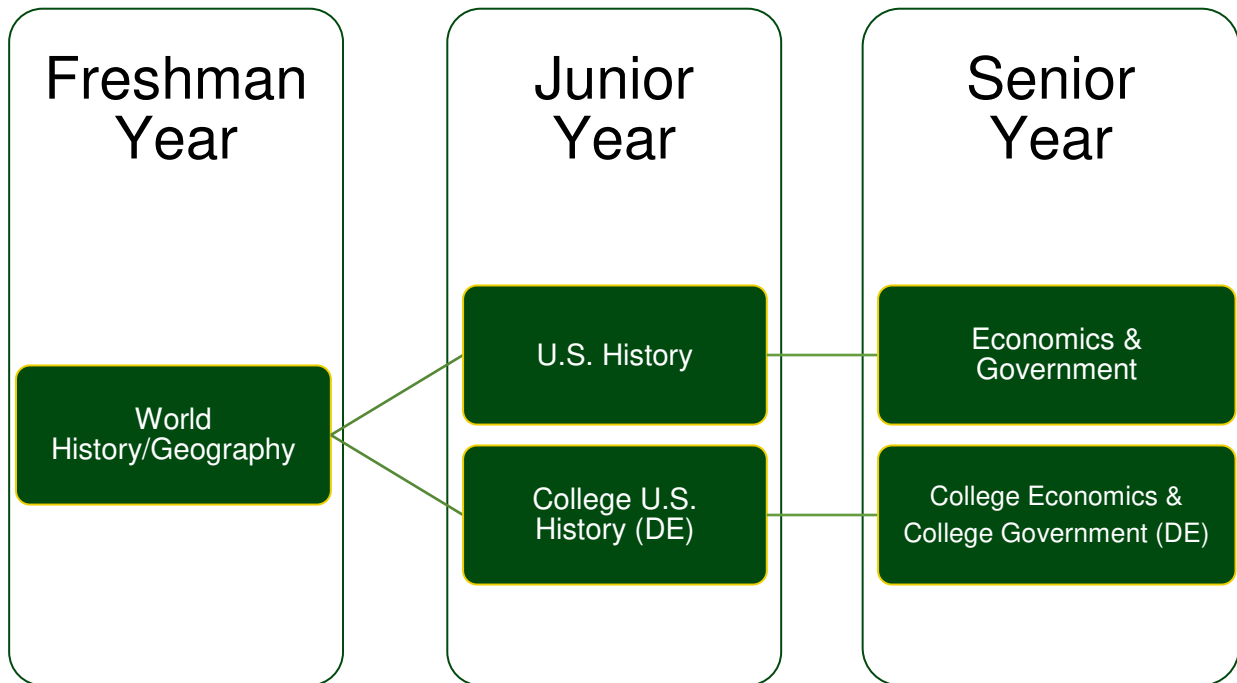 Freshman
Year
World
History/Geography
Junior
Year
U.S. History
College U.S.
History (DE)
Senior
Year
Economics &
Government
College Economics &
College Government (DE)